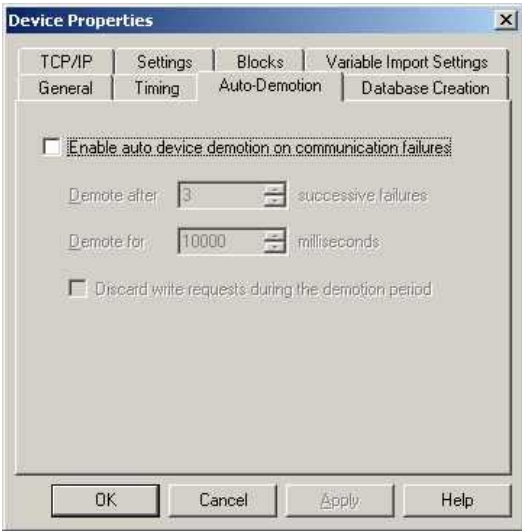 Device Properties
TCP/IP Settings Blocks Variable Import Settings
General Timing Auto-Demotion Database Creation
Enable auto device demotion on communication failures
Demote after 3 successive failures
Demote for 10000 milliseconds
Discard write requests during the demotion period
OK Cancel Apply Help